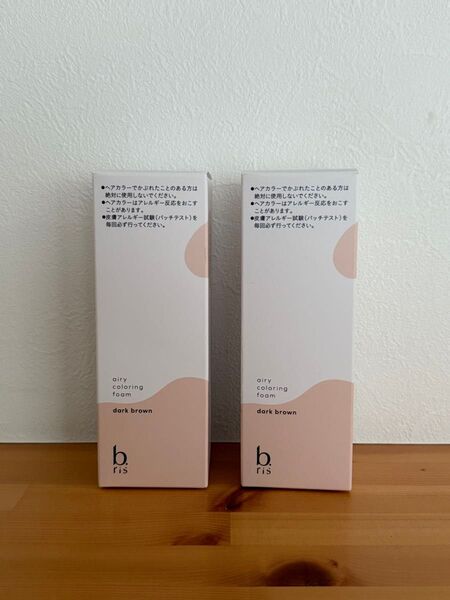 ●ヘアカラーでかぶれたことのある方は
絶対に使用しないでください。
●ヘアカラーはアレルギー反応をおこす
ことがあります。
●皮膚アレルギー試験(パッチテスト)を
毎回必ず行ってください。
airy
coloring
foam
dark brown
b.
ris
●ヘアカラーでかぶれたことのある方は
絶対に使用しないでください。
●ヘアカラーはアレルギー反応をおこす
ことがあります。
●皮膚アレルギー試験(パッチテスト)を
毎回必ず行ってください。
airy
coloring
foam
dark brown
b.
ris